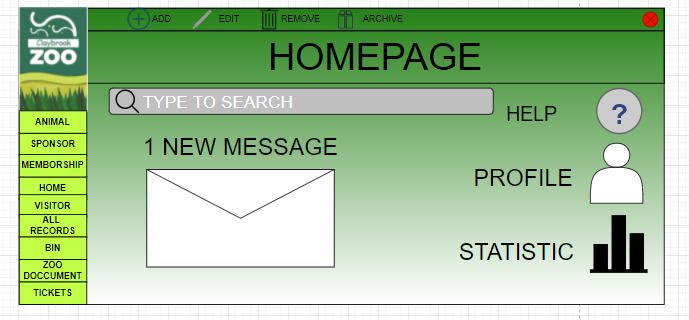 ADD EDIT REMOVE ARCHIVE
Claybrook
ZOO
HOMEPAGE
TYPE TO SEARCH
HELP
?
1 NEW MESSAGE
PROFILE
STATISTIC
ANIMAL
SPONSOR
MEMBORSHIP
HOME
VISITOR
ALL
RECORDS
BIN
ZOO
DOCCUMENT
TICKETS